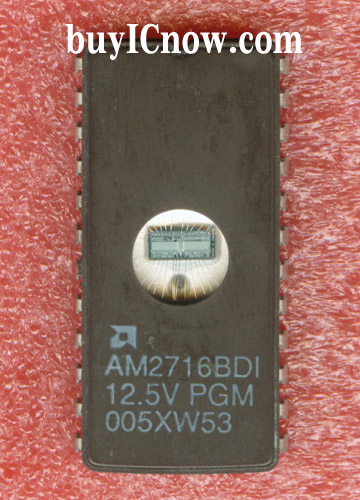 buyICnow.com
AM2716BDI
12.5V PGM
005XW53